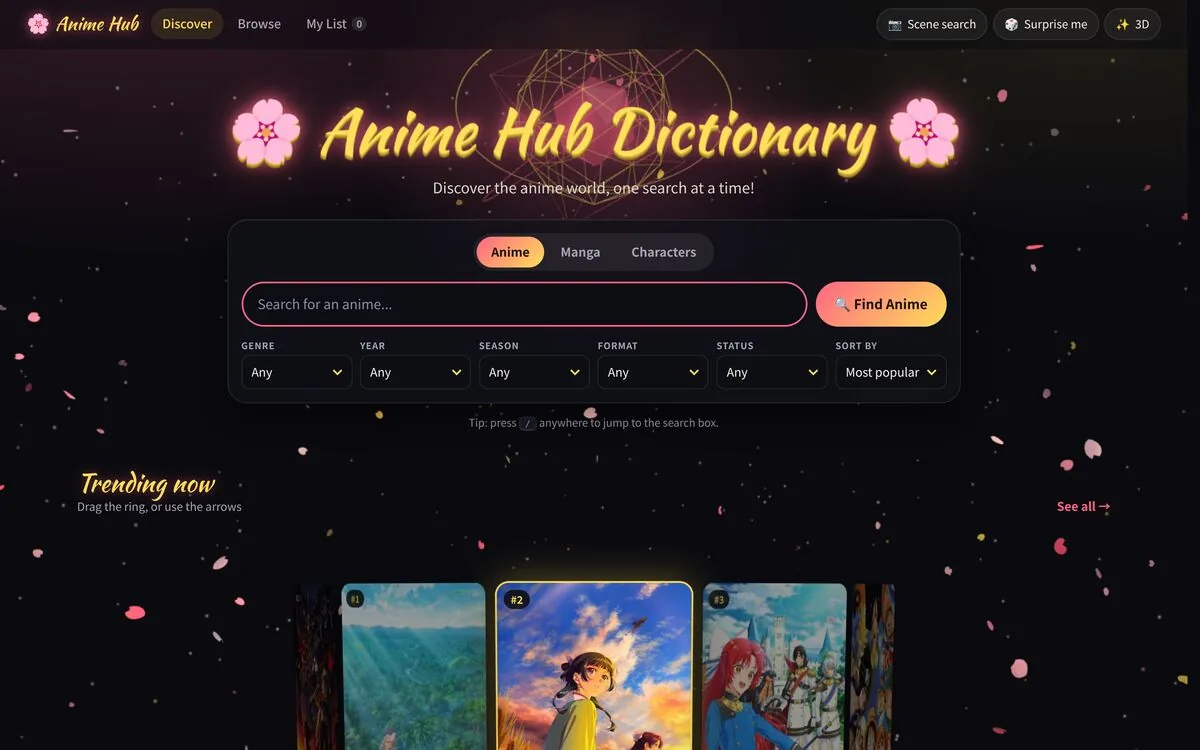 🌸 Anime Hub Discover Browse My List 0 📷 Scene search 🎲 Surprise me ✨ 3D
🌸 Anime Hub Dictionary 🌸
Discover the anime world, one search at a time!
Anime Manga Characters
Search for an anime... 🔍 Find Anime
GENRE YEAR SEASON FORMAT STATUS SORT BY
Any Any Any Any Any Most popular
Tip: press / anywhere to jump to the search box.
Trending now
Drag the ring, or use the arrows See all →
#1 #2 #3